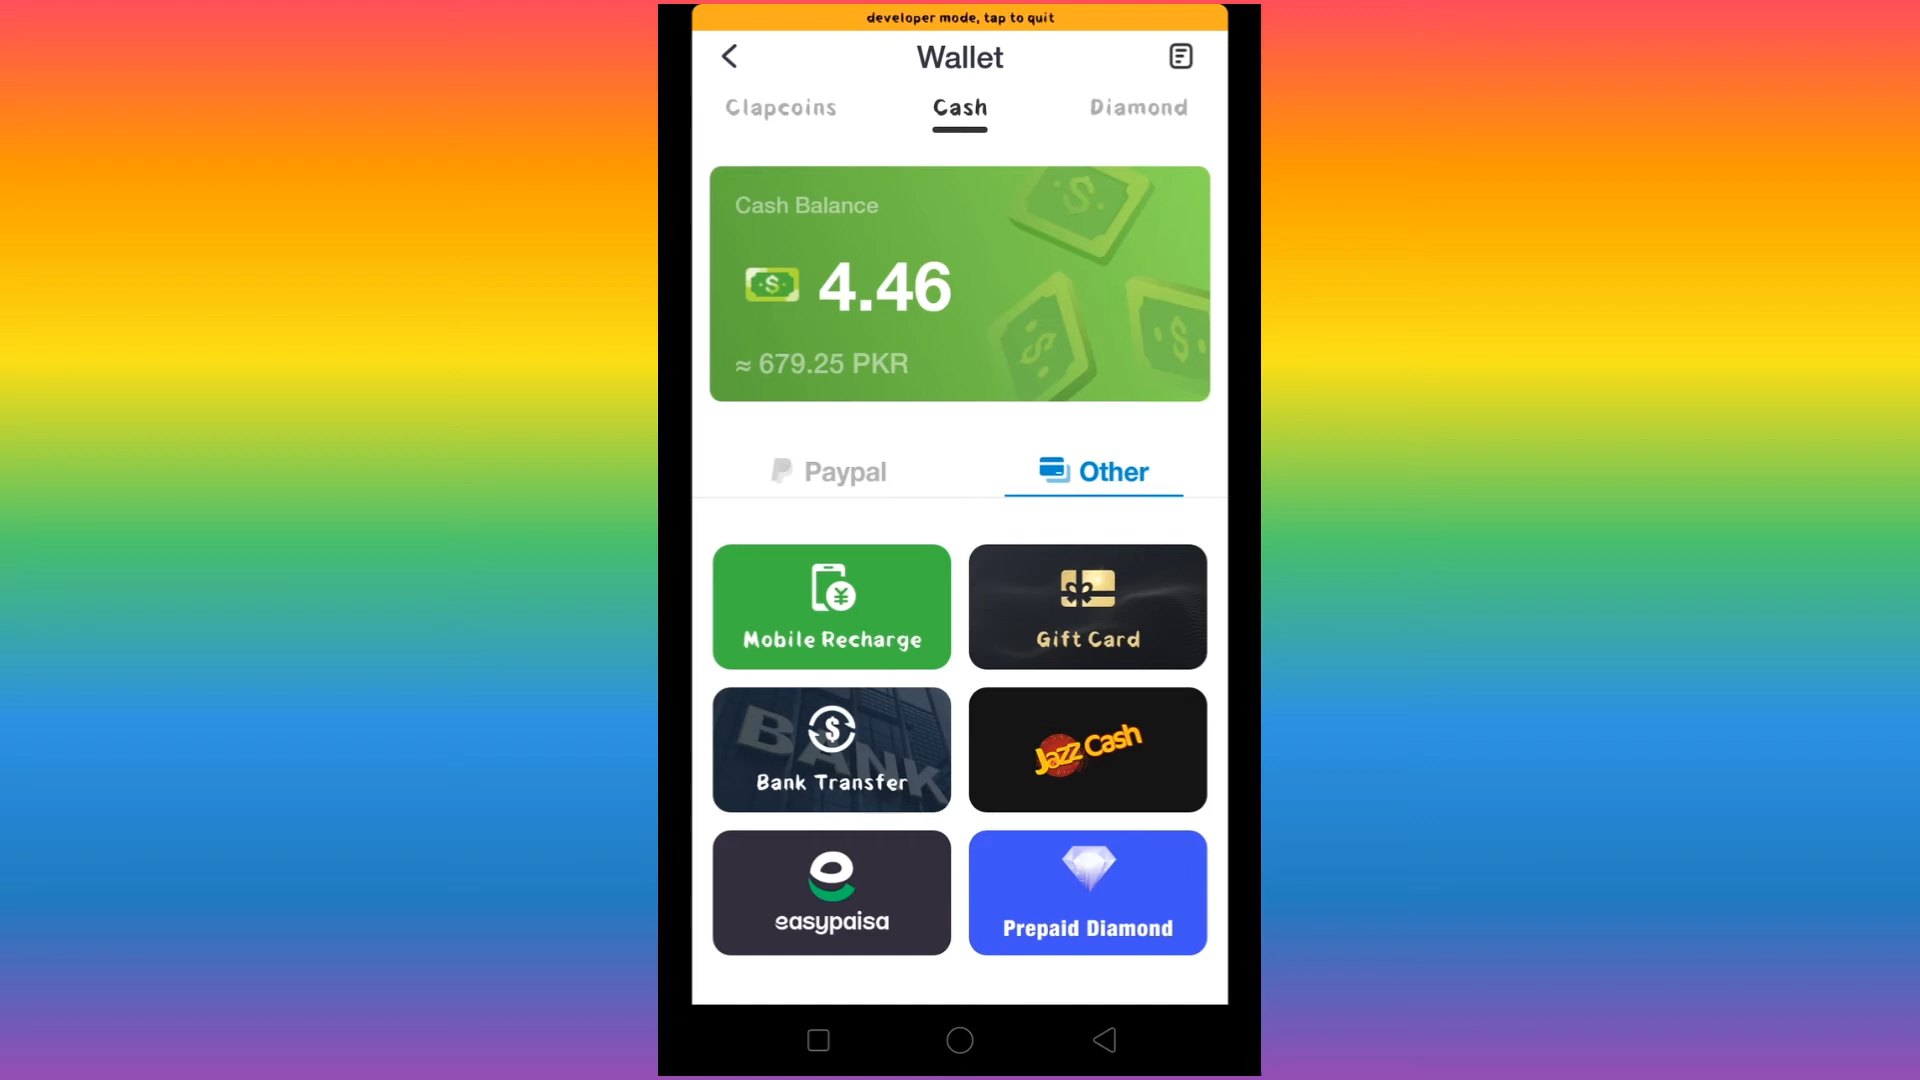 developer mode, tap to quit
Wallet
Clapcoins Cash Diamond
Cash Balance
4.46
≈ 679.25 PKR
Paypal Other
Mobile Recharge Gift Card
BANK
Bank Transfer Jazz Cash
easypaisa Prepaid Diamond